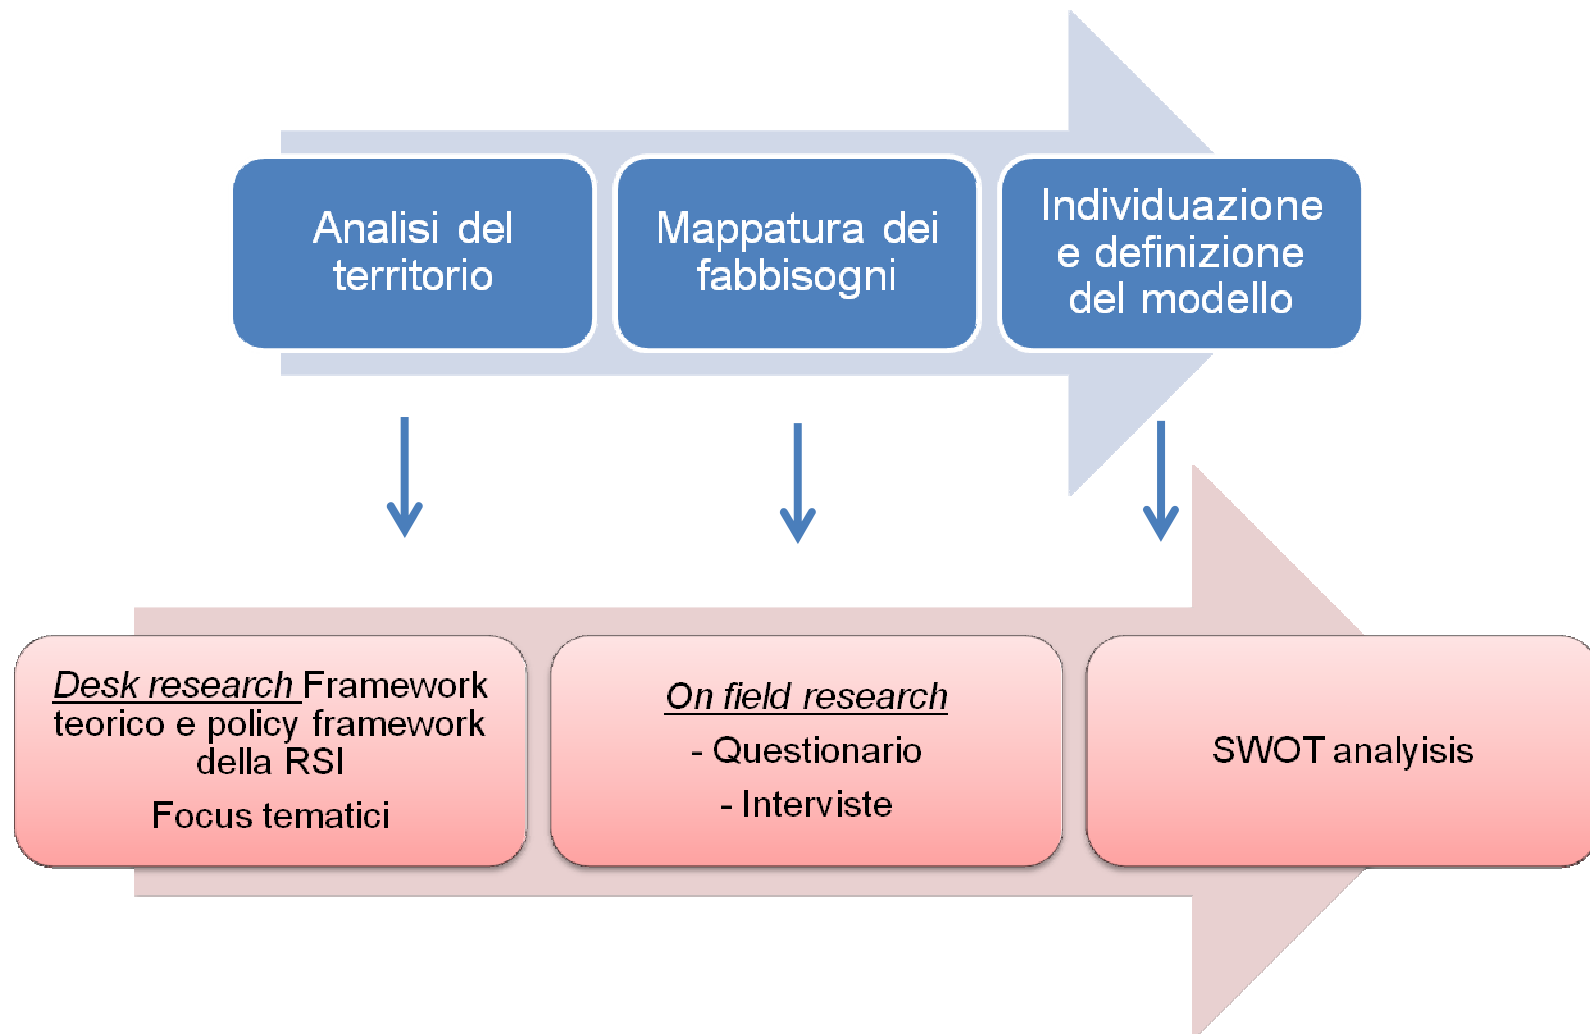 Analisi del
territorio
Mappatura dei
fabbisogni
Individuazione
e definizione
del modello
Desk research Framework
teorico e policy framework
della RSI
Focus tematici
On field research
- Questionario
- Interviste
SWOT analyisis